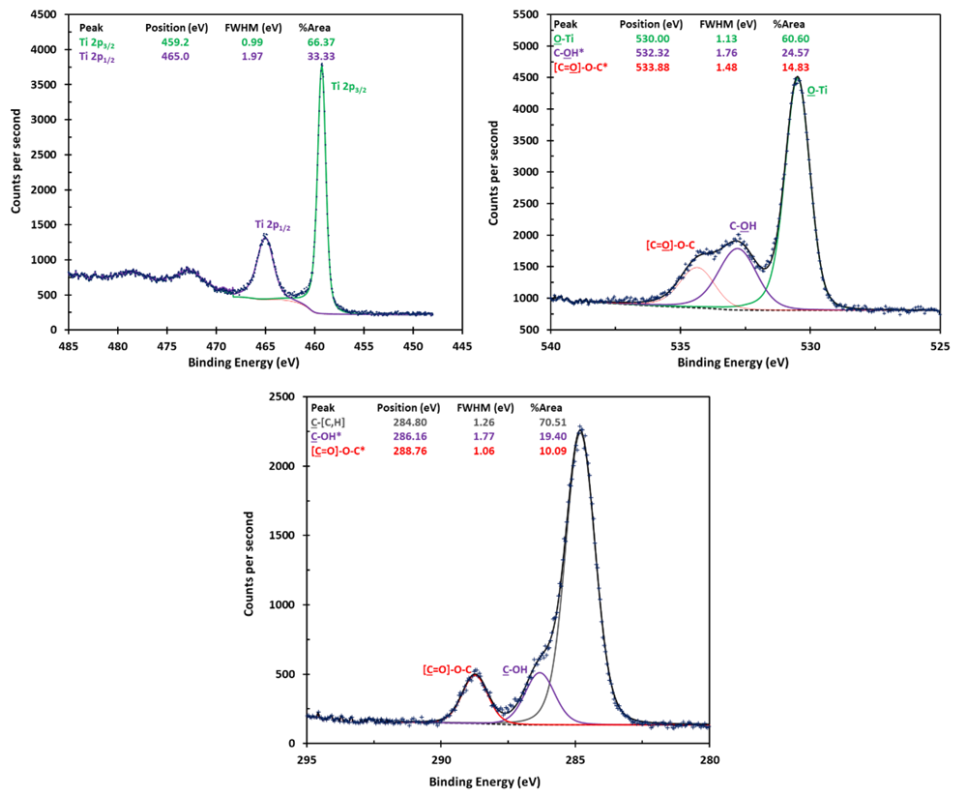 Peak Position (eV) FWHM (eV) %Area
Ti 2p3/2 459.2 0.99 66.37
Ti 2p1/2 465.0 1.97 33.33
Ti 2p3/2
Ti 2p1/2
Counts per second
4500
4000
3500
3000
2500
2000
1500
1000
500
0
485 480 475 470 465 460 455 450 445
Binding Energy (eV)
Peak Position (eV) FWHM (eV) %Area
O-Ti 530.00 1.13 60.60
C-OH* 532.32 1.76 24.57
[C=O]-O-C* 533.88 1.48 14.83
O-Ti
C-OH
[C=O]-O-C
Counts per second
5500
5000
4500
4000
3500
3000
2500
2000
1500
1000
500
540 535 530 525
Binding Energy (eV)
Peak Position (eV) FWHM (eV) %Area
C-[C,H] 284.80 1.26 70.51
C-OH* 286.16 1.77 19.40
[C=O]-O-C* 288.76 1.06 10.09
[C=O]-O-C
C-OH
Counts per second
2500
2000
1500
1000
500
0
295 290 285 280
Binding Energy (eV)